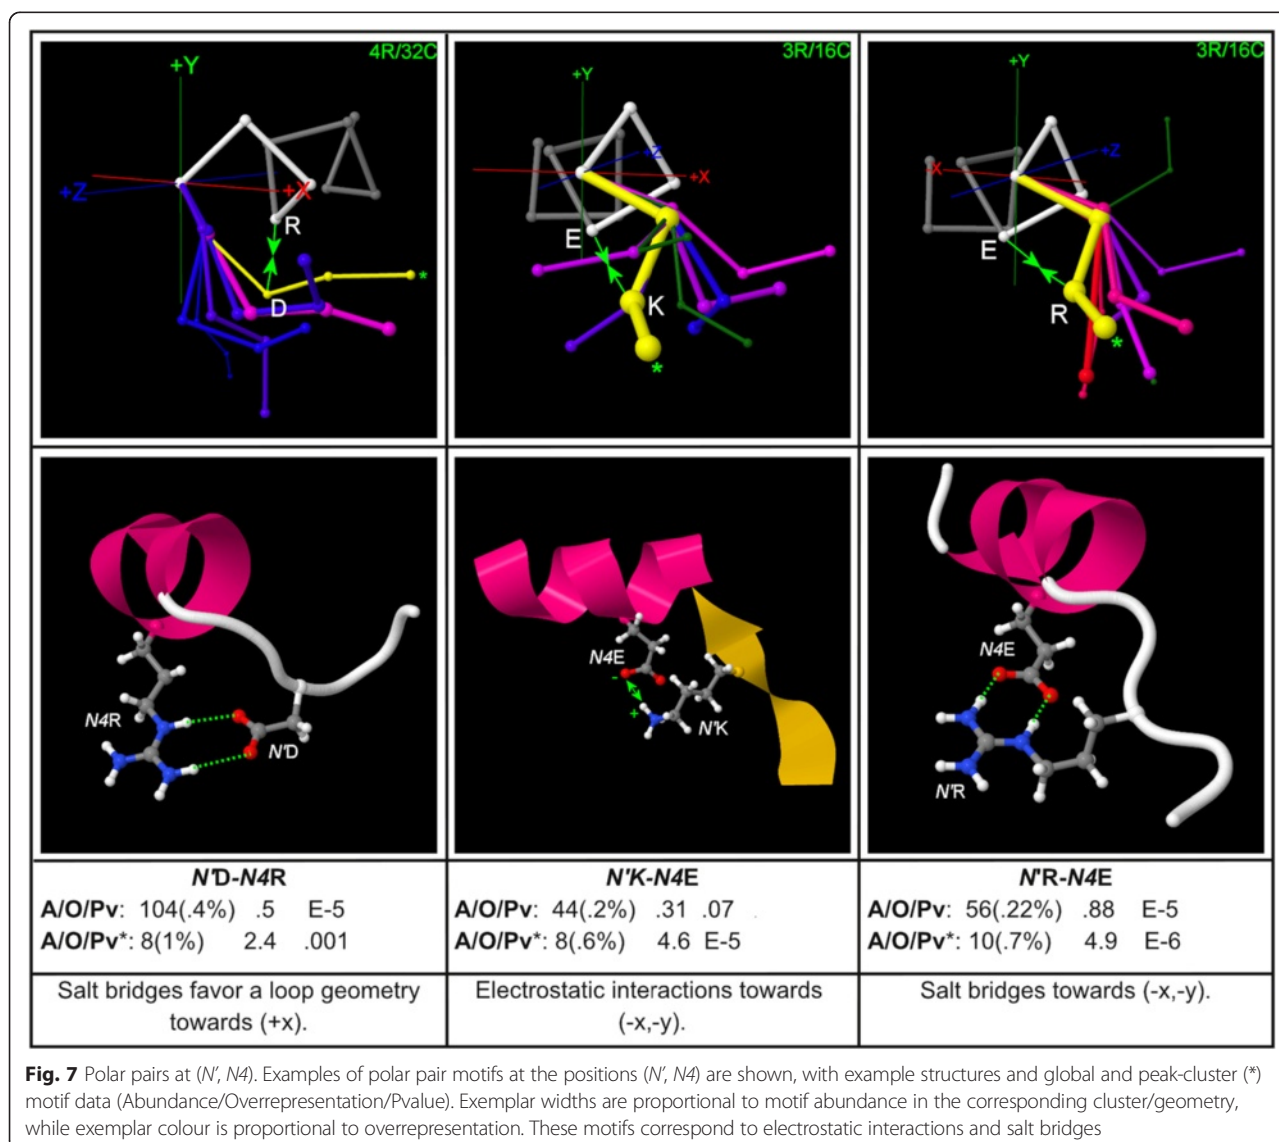 4R/32C
+Y
+Z
+X
R
D
*
3R/16C
+Y
+Z
+X
E
K
*
3R/16C
+Y
X
+Z
E
R
*
N4R
N'D
N4E
-
+
N'K
N4E
N'R
N'D-N4R
A/O/Pv: 104(.4%) .5 E-5
A/O/Pv*: 8(1%) 2.4 .001
N'K-N4E
A/O/Pv: 44(.2%) .31 .07
A/O/Pv*: 8(.6%) 4.6 E-5
N'R-N4E
A/O/Pv: 56(.22%) .88 E-5
A/O/Pv*: 10(.7%) 4.9 E-6
Salt bridges favor a loop geometry
towards (+x).
Electrostatic interactions towards
(-x,-y).
Salt bridges towards (-x,-y).
Fig. 7 Polar pairs at (N′, N4). Examples of polar pair motifs at the positions (N′, N4) are shown, with example structures and global and peak-cluster (*)
motif data (Abundance/Overrepresentation/Pvalue). Exemplar widths are proportional to motif abundance in the corresponding cluster/geometry,
while exemplar colour is proportional to overrepresentation. These motifs correspond to electrostatic interactions and salt bridges